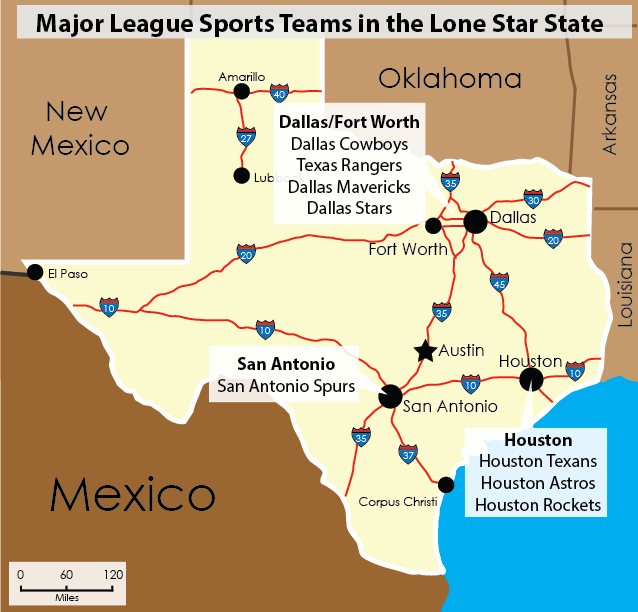 Major League Sports Teams in the Lone Star State
Amarillo
Oklahoma
Arkansas
40
New
Mexico
27
Dallas/Fort Worth
Dallas Cowboys
Texas Rangers
Dallas Mavericks
Dallas Stars
35
30
Dallas
Fort Worth
20
20
El Paso
45
Louisiana
10
10
35
Austin
San Antonio
San Antonio Spurs
Houston
10
10
San Antonio
35
37
Houston
Houston Texans
Houston Astros
Houston Rockets
Mexico
Corpus Christi
0 60 120
Miles